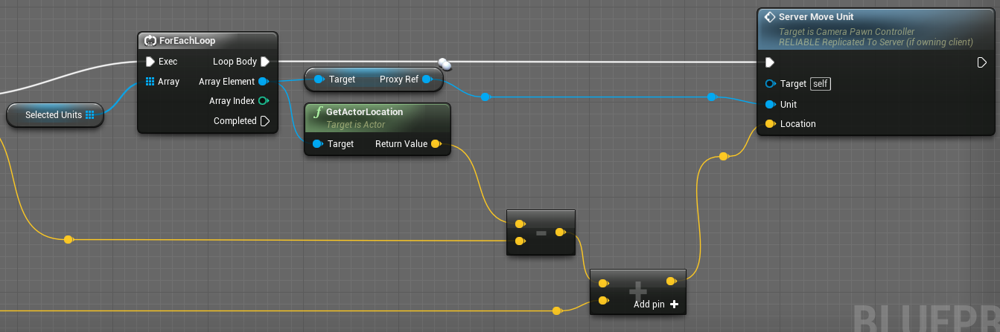 Server Move Unit
Target is Camera Pawn Controller
RELIABLE Replicated To Server (if owning client)
Target self
Unit
Location
ForEachLoop
Exec Loop Body
Array Array Element
Array Index
Completed
Selected Units
Target Proxy Ref
f GetActorLocation
Target is Actor
Target Return Value
-
+
Add pin +